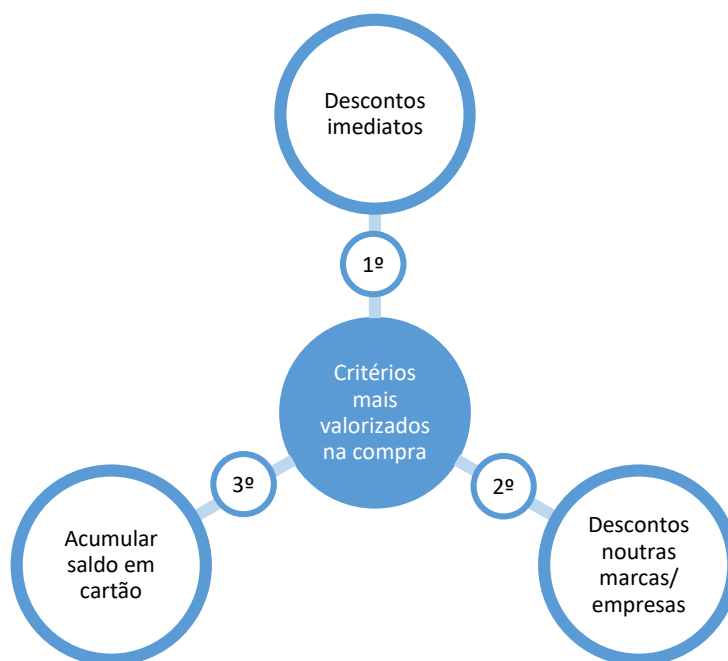 Descontos
imediatos
1º
Critérios
mais
valorizados
na compra
3º
2º
Acumular
saldo em
cartão
Descontos
noutras
marcas/
empresas